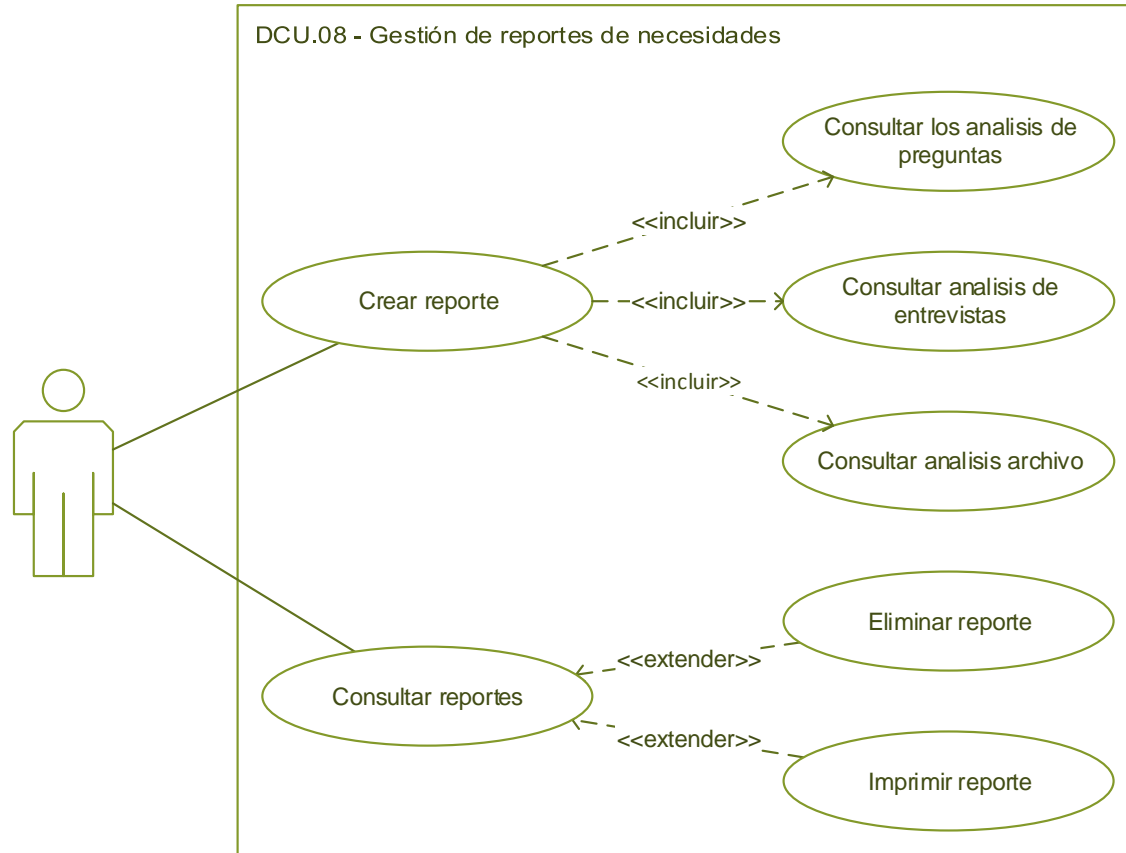 DCU.08 - Gestión de reportes de necesidades
Consultar los analisis de
preguntas
<<incluir>>
Crear reporte
<<incluir>>
Consultar analisis de
entrevistas
<<incluir>>
Consultar analisis archivo
Eliminar reporte
<<extender>>
Consultar reportes
<<extender>>
Imprimir reporte